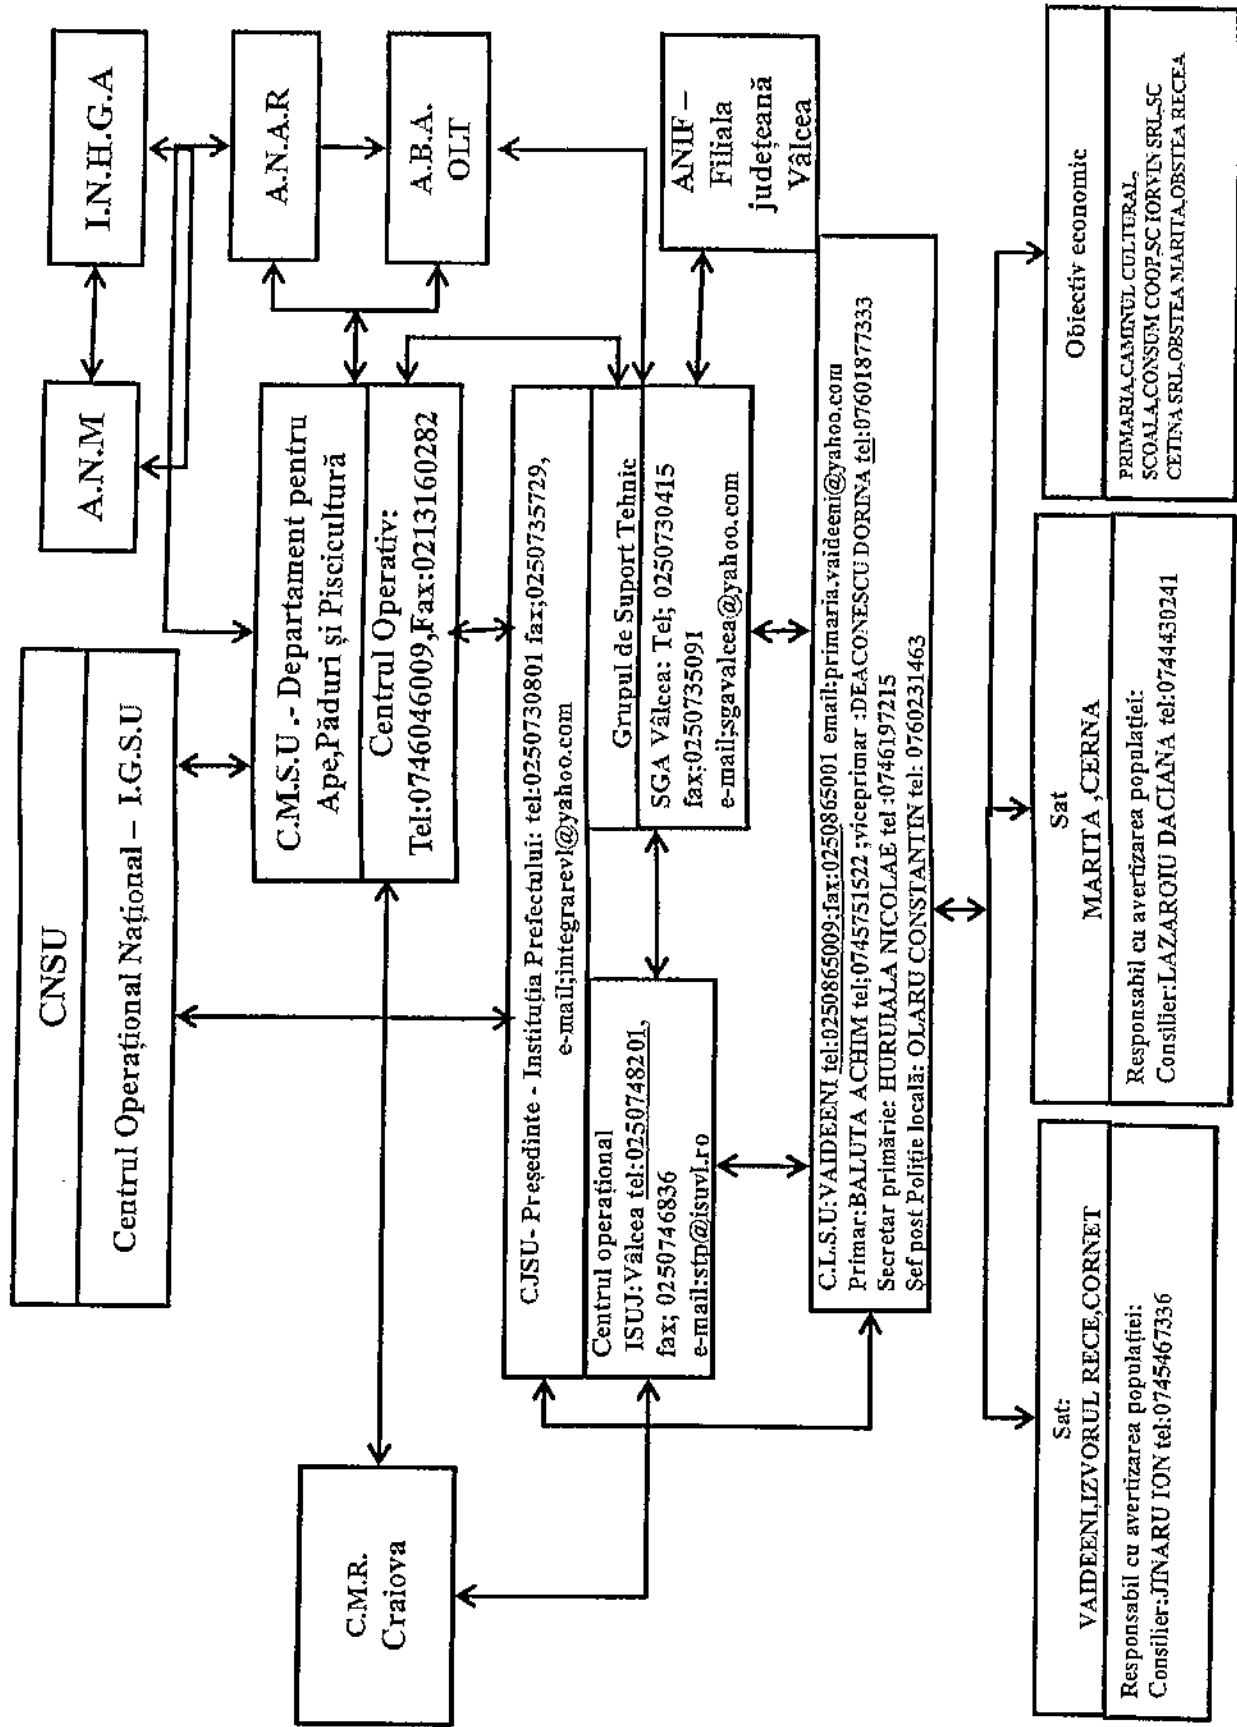 CNSU
Centrul Operațional Național – I.G.S.U
A.N.M
I.N.H.G.A
A.N.A.R
A.B.A.
OLT
C.M.S.U .- Departament pentru
Ape,Păduri și Piscicultură
Centrul Operativ:
Tel:0746046009,Fax:0213160282
C.M.R.
Craiova
CJSU- Președinte - Instituția Prefectului: tel:0250730801 fax;0250735729,
e-mail;integrarevl@yahoo.com
Centrul operațional
ISUJ:Vâlcea tel:0250748201,
fax; 0250746836
e-mail:stp@isuvl.ro
Grupul de Suport Tehnic
SGA Vâlcea: Tel; 0250730415
fax;0250735091
e-mail;sgavalcea@yahoo.com
ANIF –
Filiala
județeană
Vâlcea
C.L.S.U:VAIDEENI tel:0250865009;fax:0250865001 email:primaria.vaideeni@yahoo.com
Primar:BALUTA ACHIM tel;0745751522 ;viceprimar :DEACONESCU DORINA tel:07601877333
Secretar primărie: HURUIALA NICOLAE tel :0746197215
Șef post Poliție locală: OLARU CONSTANTIN tel: 0760231463
Sat:
VAIDEENI,IZVORUL RECE,CORNET
Responsabil cu avertizarea populației:
Consilier:JINARU ION tel:0745467336
Sat
MARITA ,CERNA
Responsabil cu avertizarea populației:
Consilier:LAZAROIU DACIANA tel:0744430241
Obiectiv economic
PRIMARIA,CAMINUL CULTURAL,
SCOALA,CONSUM COOP,SC IORVIN SRL,SC
CETINA SRL,OBSTEA MARITA,OBSTEA RECEA